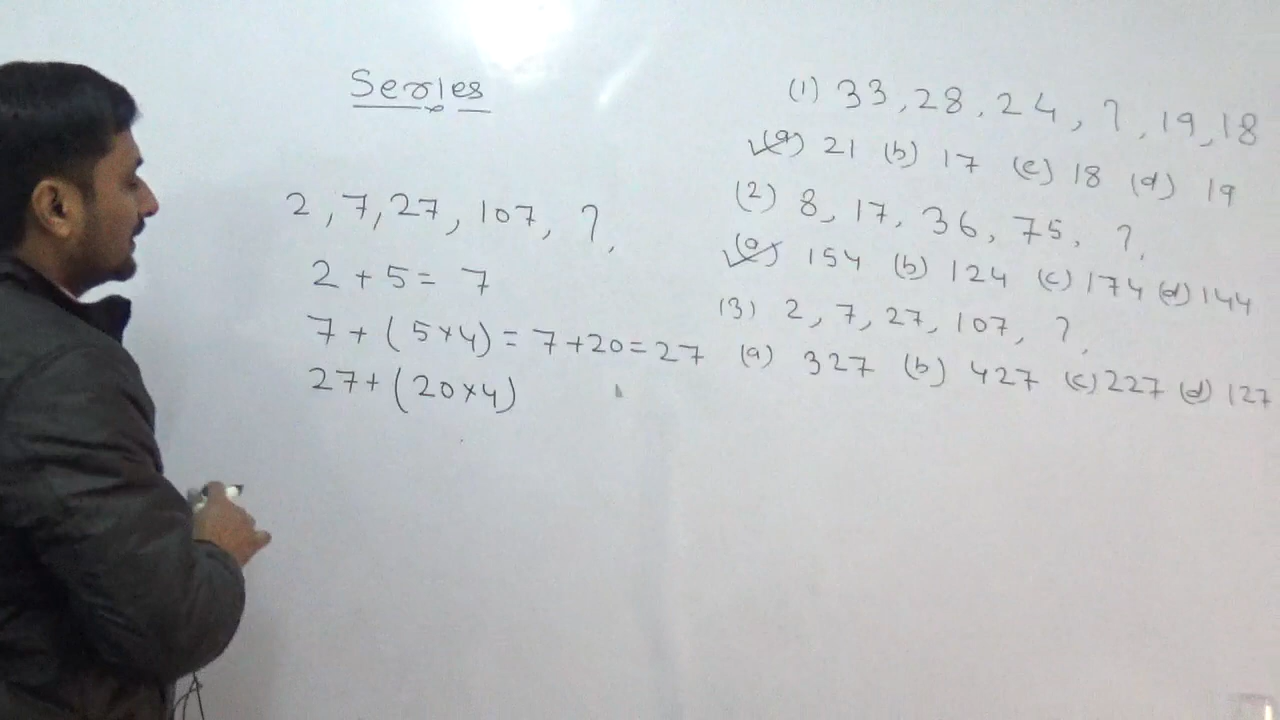 Series
2, 7, 27, 107, ?,
2 + 5 = 7
7 + (5×4) = 7+20=27
27+(20×4)
(1) 33, 28, 24, ?, 19, 18
(a) 21 (b) 17 (c) 18 (d) 19
(2) 8, 17, 36, 75, ?,
(a) 154 (b) 124 (c) 174 (d) 144
(3) 2, 7, 27, 107, ?,
(a) 327 (b) 427 (c) 227 (d) 127